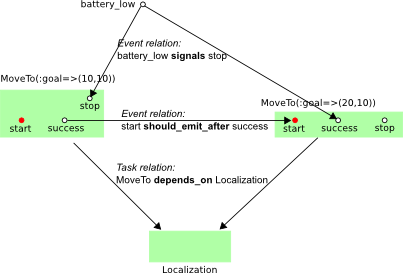 battery_low
Event relation:
battery_low signals stop
MoveTo(:goal=>(10,10))
stop
start
success
Event relation:
start should_emit_after success
MoveTo(:goal=>(20,10))
start
success
stop
Task relation:
MoveTo depends_on Localization
Localization